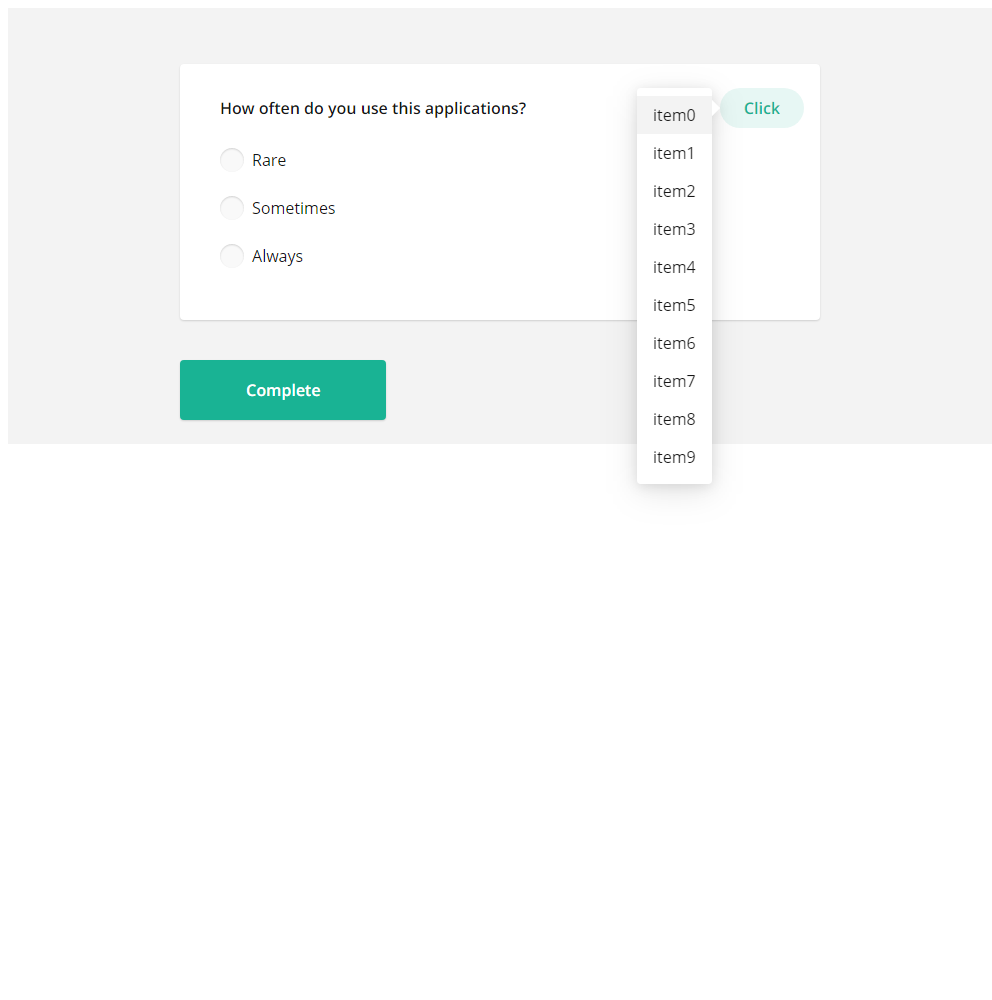 How often do you use this applications?
Click
Rare
Sometimes
Always
item0
item1
item2
item3
item4
item5
item6
item7
item8
item9
Complete